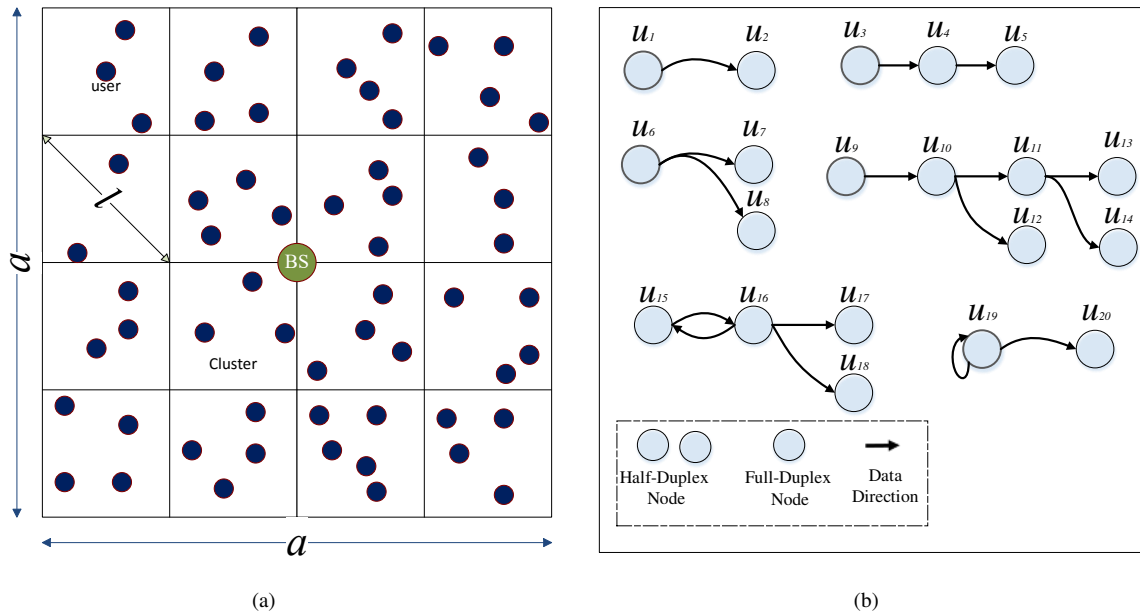 user
l
a
BS
Cluster
a
(a)
u1 u2 u3 u4 u5
u6 u7 u9 u10 u11 u13
u8 u12 u14
u15 u16 u17 u19 u20
u18
Half-Duplex
Node
Full-Duplex
Node
Data
Direction
(b)